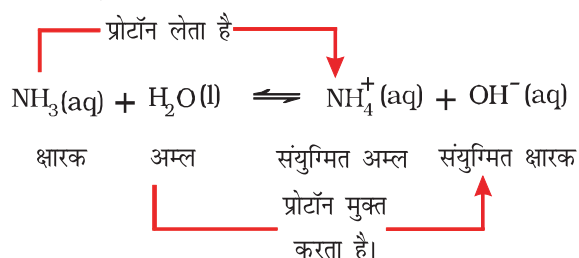 प्रोटॉन लेता है
NH₃(aq) + H₂O(l) ⇌ NH₄⁺(aq) + OH⁻(aq)
क्षारक अम्ल संयुग्मित अम्ल संयुग्मित क्षारक
प्रोटॉन मुक्त
करता है।